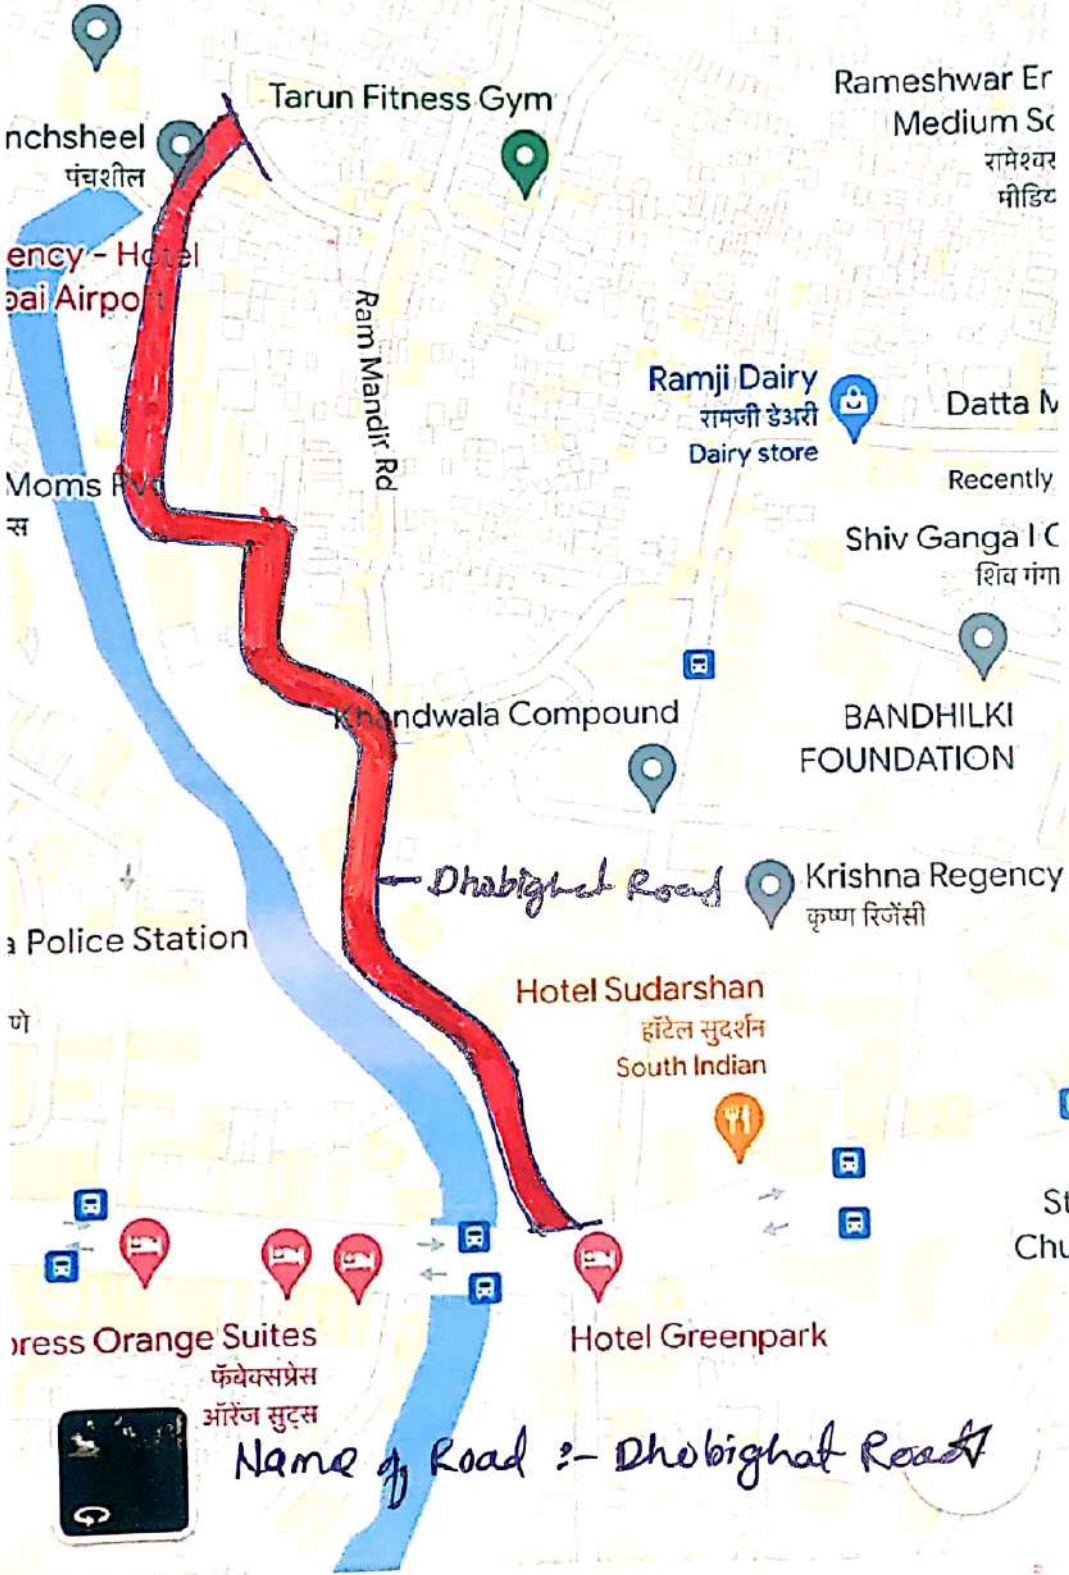 Tarun Fitness Gym
Rameshwar Er
Medium Sc
रामेश्वर
मीडिय
nchsheel
पंचशील
ency - Hotel
bai Airport
Ram Mandir Rd
Ramji Dairy
रामजी डेअरी
Dairy store
Datta M
Recently
Moms Pvt
स
Shiv Ganga I C
शिव गंगा
Khandwala Compound
BANDHILKI
FOUNDATION
Dhobighat Road
Krishna Regency
कृष्ण रिजेंसी
a Police Station
णे
Hotel Sudarshan
हॉटेल सुदर्शन
South Indian
St
Chu
press Orange Suites
फॅबेक्सप्रेस
ऑरेंज सुट्स
Hotel Greenpark
Name of Road :- Dhobighat Road